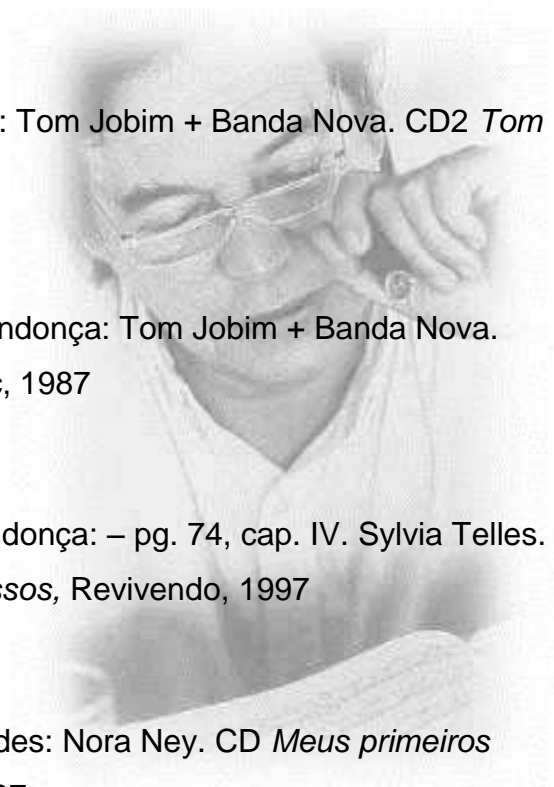 : Tom Jobim + Banda Nova. CD2 Tom
ndonça: Tom Jobim + Banda Nova.
, 1987
donça: – pg. 74, cap. IV. Sylvia Telles.
ssos, Revivendo, 1997
des: Nora Ney. CD Meus primeiros